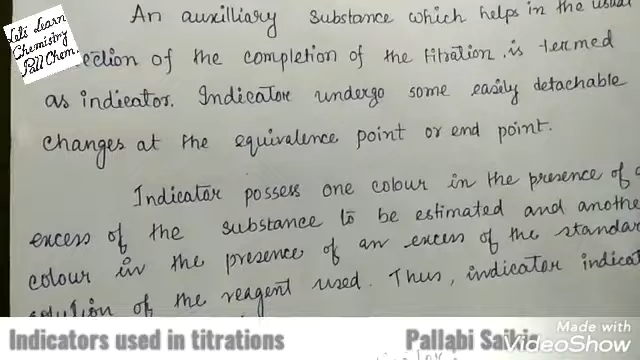 Let's Learn
Chemistry
Pall Chem.
An auxilliary substance which helps in the usual
ection of the completion of the titration, is termed
as indicator. Indicator undergo some easily detachable
changes at the equivalence point or end point.
Indicator possess one colour in the presence of
excess of the substance to be estimated and anothe
colour in the presence of an excess of the standar
solution of the reagent used. Thus, indicator indicat
Indicators used in titrations
Pallabi Saikia
Made with
VideoShow